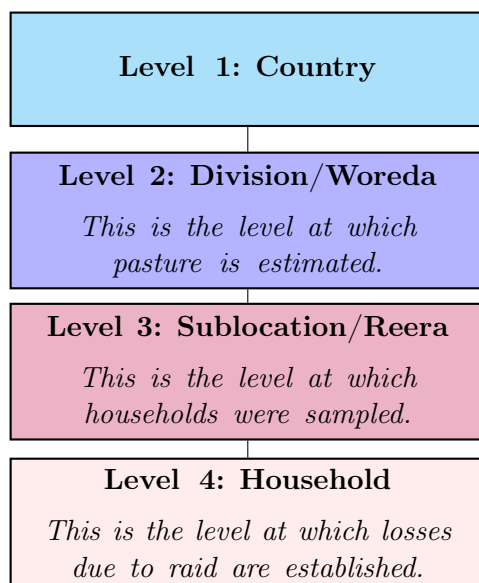 Level 1: Country
Level 2: Division/Woreda
This is the level at which
pasture is estimated.
Level 3: Sublocation/Reera
This is the level at which
households were sampled.
Level 4: Household
This is the level at which losses
due to raid are established.